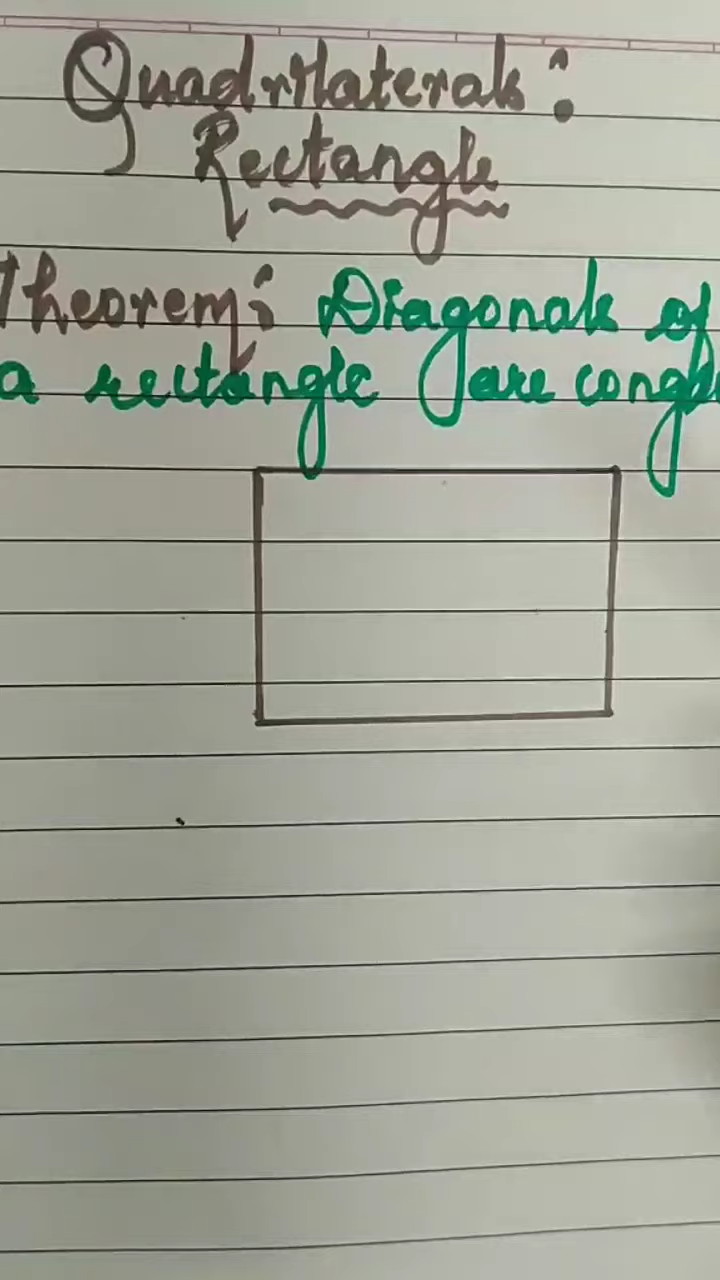 Quadrilaterals:
Rectangle
Theorem: Diagonals of
a rectangle are